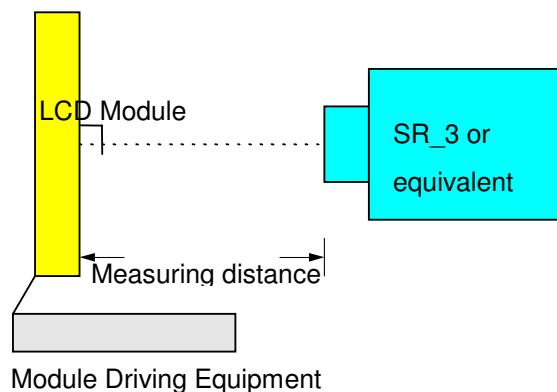 LCD Module
SR_3 or
equivalent
Measuring distance
Module Driving Equipment